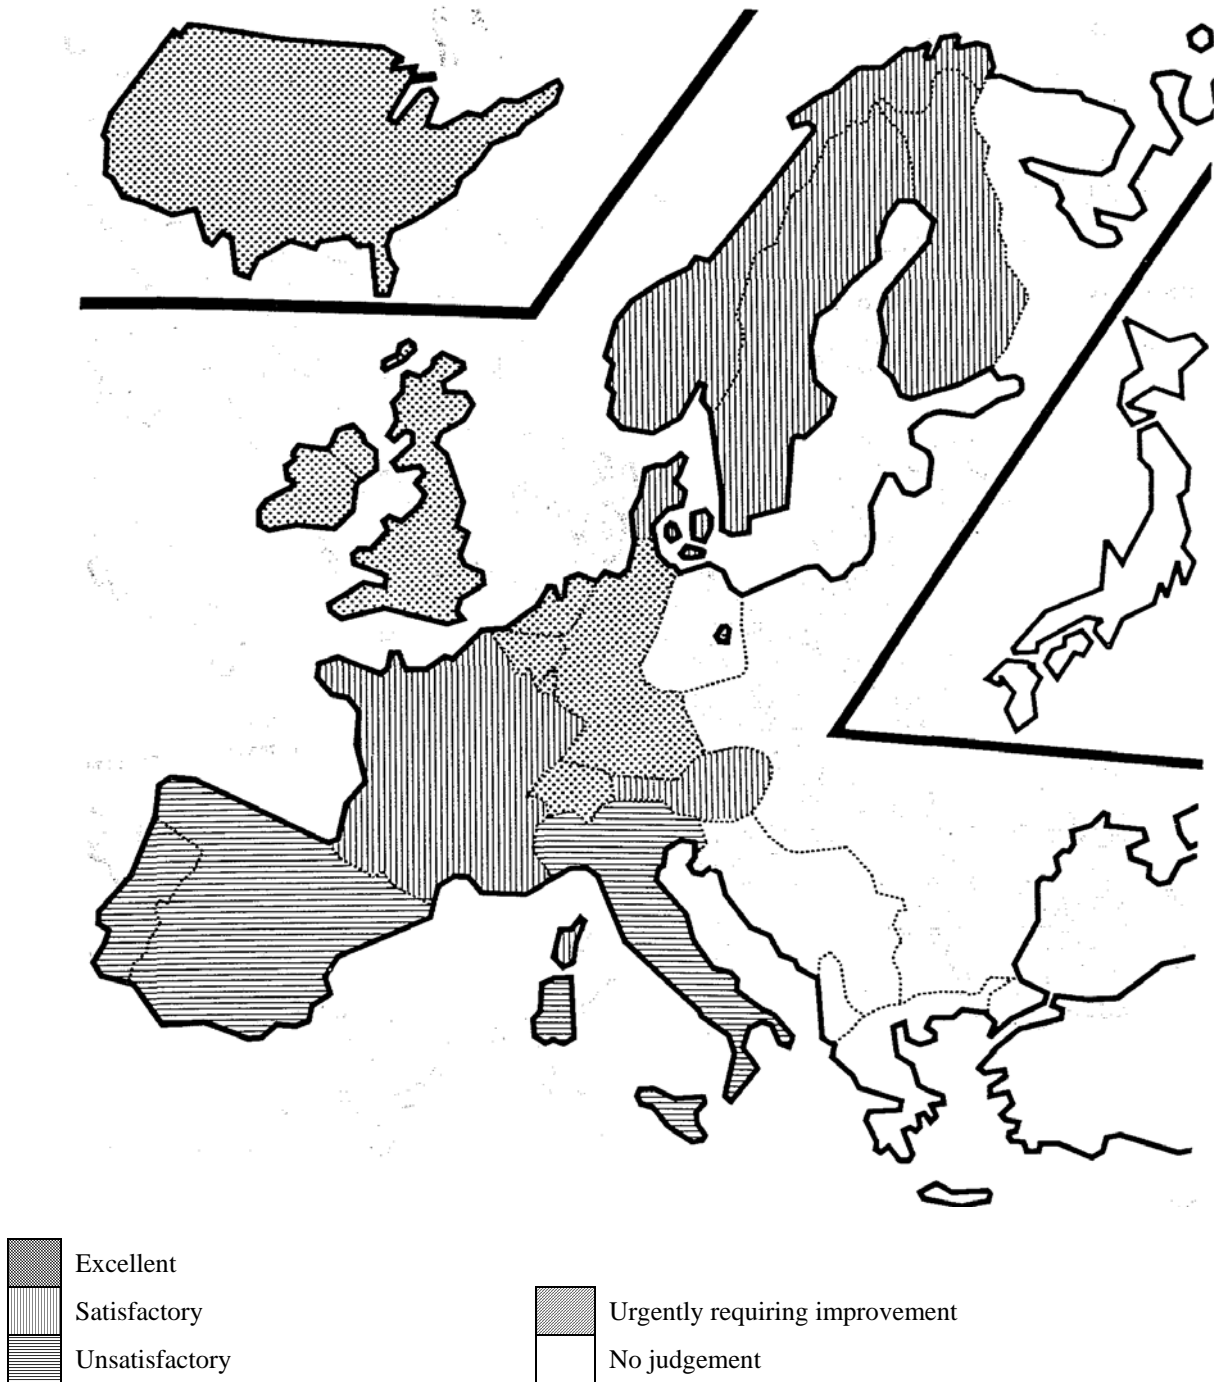 Excellent
Satisfactory
Unsatisfactory
Urgently requiring improvement
No judgement